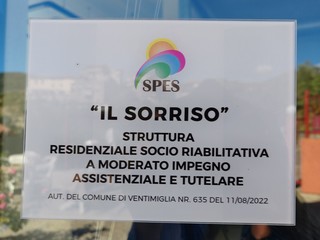 SPES
“IL SORRISO”
STRUTTURA
RESIDENZIALE SOCIO RIABILITATIVA
A MODERATO IMPEGNO
ASSISTENZIALE E TUTELARE
AUT. DEL COMUNE DI VENTIMIGLIA NR. 635 DEL 11/08/2022